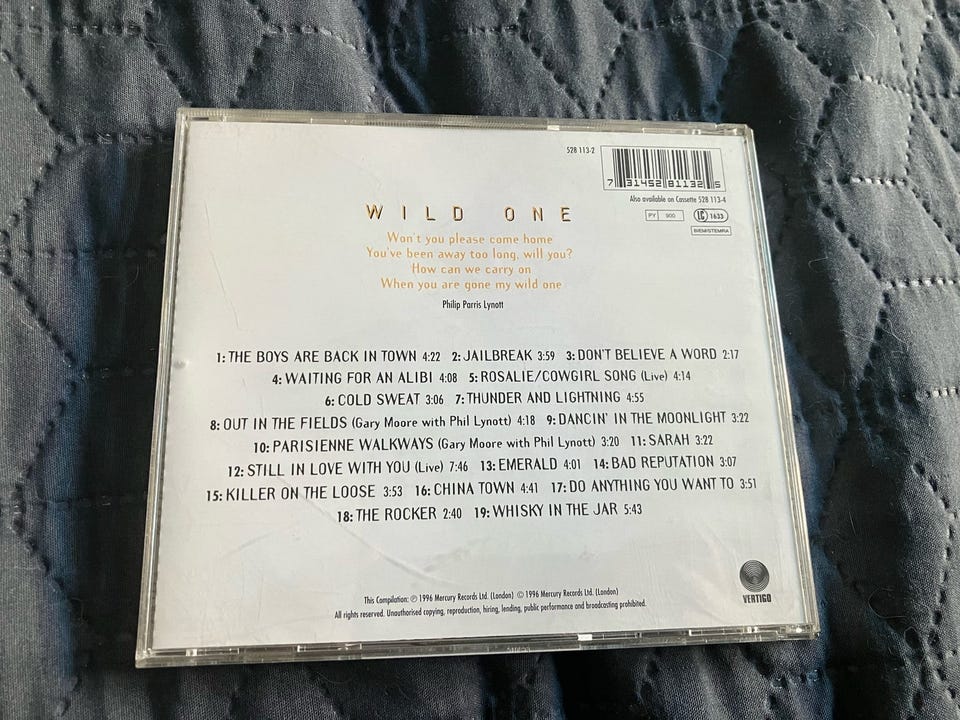 528 113-2
7 31452 81132 5
Also available on Cassette 528 113-4
PY 900 LC 1633
BIEM/STEMRA
WILD ONE
Won't you please come home
You've been away too long, will you?
How can we carry on
When you are gone my wild one
Philip Parris Lynott
1: THE BOYS ARE BACK IN TOWN 4:22 2: JAILBREAK 3:59 3: DON'T BELIEVE A WORD 2:17
4: WAITING FOR AN ALIBI 4:08 5: ROSALIE/COWGIRL SONG (Live) 4:14
6: COLD SWEAT 3:06 7: THUNDER AND LIGHTNING 4:55
8: OUT IN THE FIELDS (Gary Moore with Phil Lynott) 4:18 9: DANCIN' IN THE MOONLIGHT 3:22
10: PARISIENNE WALKWAYS (Gary Moore with Phil Lynott) 3:20 11: SARAH 3:22
12: STILL IN LOVE WITH YOU (Live) 7:46 13: EMERALD 4:01 14: BAD REPUTATION 3:07
15: KILLER ON THE LOOSE 3:53 16: CHINA TOWN 4:41 17: DO ANYTHING YOU WANT TO 3:51
18: THE ROCKER 2:40 19: WHISKY IN THE JAR 5:43
This Compilation: ℗ 1996 Mercury Records Ltd. (London) © 1996 Mercury Records Ltd. (London)
All rights reserved. Unauthorised copying, reproduction, hiring, lending, public performance and broadcasting prohibited.
VERTIGO